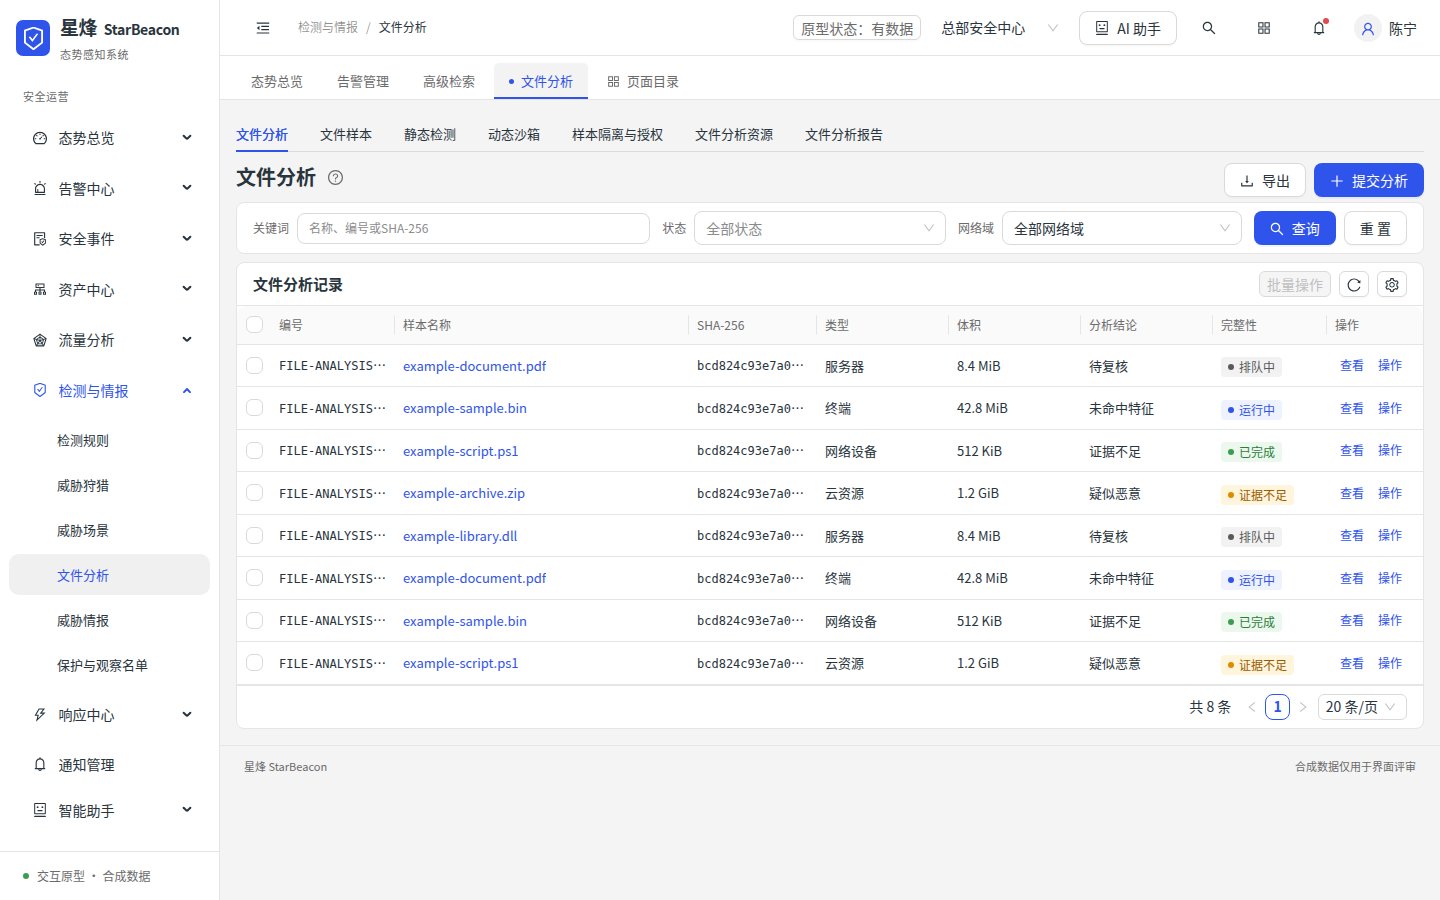 星烽 StarBeacon
态势感知系统
安全运营
态势总览
告警中心
安全事件
资产中心
流量分析
检测与情报
检测规则
威胁狩猎
威胁场景
文件分析
威胁情报
保护与观察名单
响应中心
通知管理
智能助手
交互原型 · 合成数据
检测与情报 / 文件分析
原型状态：有数据
总部安全中心
AI 助手
陈宁
态势总览
告警管理
高级检索
文件分析
页面目录
文件分析
文件样本
静态检测
动态沙箱
样本隔离与授权
文件分析资源
文件分析报告
文件分析
导出
提交分析
关键词
名称、编号或SHA-256
状态
全部状态
网络域
全部网络域
查询
重 置
文件分析记录
批量操作
编号 样本名称 SHA-256 类型 体积 分析结论 完整性 操作
FILE-ANALYSIS··· example-document.pdf bcd824c93e7a0··· 服务器 8.4 MiB 待复核 排队中 查看 操作
FILE-ANALYSIS··· example-sample.bin bcd824c93e7a0··· 终端 42.8 MiB 未命中特征 运行中 查看 操作
FILE-ANALYSIS··· example-script.ps1 bcd824c93e7a0··· 网络设备 512 KiB 证据不足 已完成 查看 操作
FILE-ANALYSIS··· example-archive.zip bcd824c93e7a0··· 云资源 1.2 GiB 疑似恶意 证据不足 查看 操作
FILE-ANALYSIS··· example-library.dll bcd824c93e7a0··· 服务器 8.4 MiB 待复核 排队中 查看 操作
FILE-ANALYSIS··· example-document.pdf bcd824c93e7a0··· 终端 42.8 MiB 未命中特征 运行中 查看 操作
FILE-ANALYSIS··· example-sample.bin bcd824c93e7a0··· 网络设备 512 KiB 证据不足 已完成 查看 操作
FILE-ANALYSIS··· example-script.ps1 bcd824c93e7a0··· 云资源 1.2 GiB 疑似恶意 证据不足 查看 操作
共 8 条 1 20 条/页
星烽 StarBeacon
合成数据仅用于界面评审